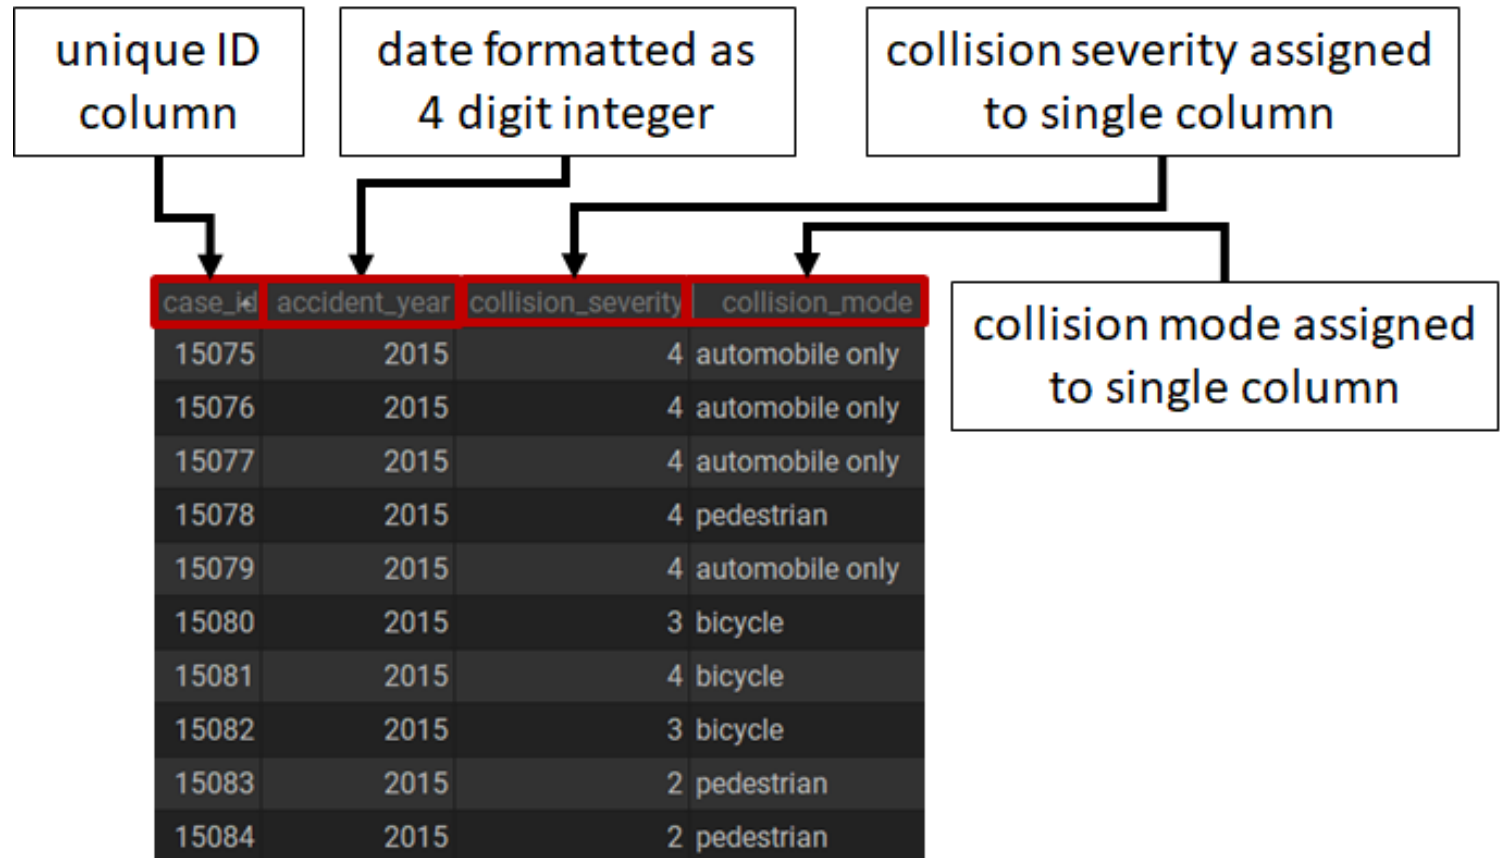 unique ID
column
date formatted as
4 digit integer
collision severity assigned
to single column
collision mode assigned
to single column
case_id accident_year collision_severity collision_mode
15075 2015 4 automobile only
15076 2015 4 automobile only
15077 2015 4 automobile only
15078 2015 4 pedestrian
15079 2015 4 automobile only
15080 2015 3 bicycle
15081 2015 4 bicycle
15082 2015 3 bicycle
15083 2015 2 pedestrian
15084 2015 2 pedestrian